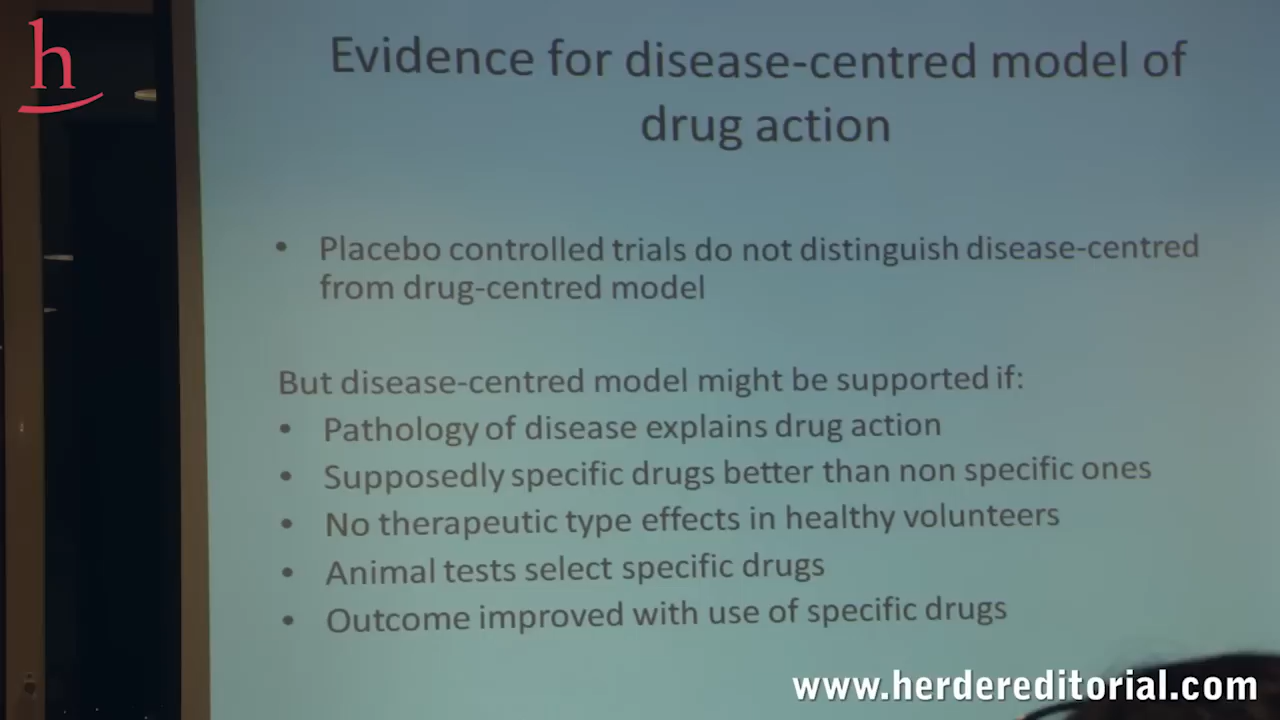 h
Evidence for disease-centred model of
drug action
• Placebo controlled trials do not distinguish disease-centred
from drug-centred model
But disease-centred model might be supported if:
• Pathology of disease explains drug action
• Supposedly specific drugs better than non specific ones
• No therapeutic type effects in healthy volunteers
• Animal tests select specific drugs
• Outcome improved with use of specific drugs
www.herdereditorial.com